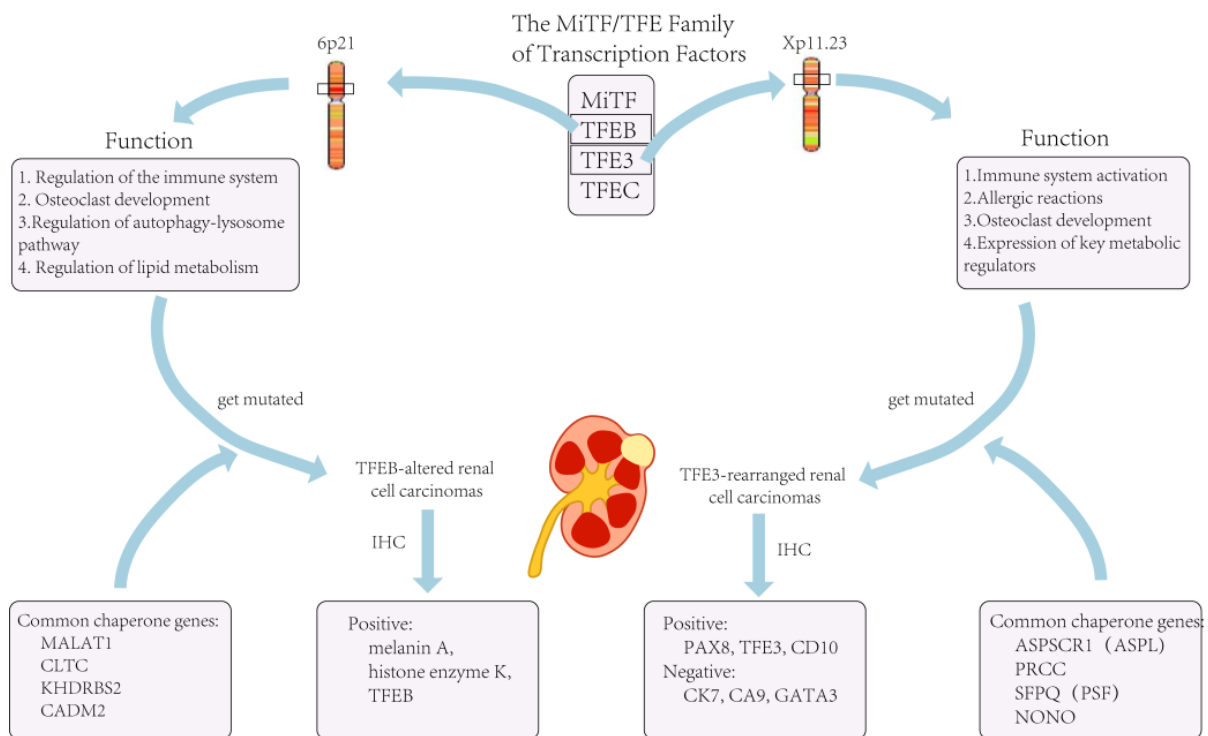 The MiTF/TFE Family
of Transcription Factors
6p21
Xp11.23
MiTF
TFEB
TFE3
TFEC
Function
1. Regulation of the immune system
2. Osteoclast development
3.Regulation of autophagy-lysosome
pathway
4. Regulation of lipid metabolism
Function
1.Immune system activation
2.Allergic reactions
3.Osteoclast development
4.Expression of key metabolic
regulators
get mutated
get mutated
TFEB-altered renal
cell carcinomas
TFE3-rearranged renal
cell carcinomas
IHC
IHC
Common chaperone genes:
MALAT1
CLTC
KHDRBS2
CADM2
Positive:
melanin A,
histone enzyme K,
TFEB
Positive:
PAX8, TFE3, CD10
Negative:
CK7, CA9, GATA3
Common chaperone genes:
ASPSCR1（ASPL）
PRCC
SFPQ（PSF）
NONO